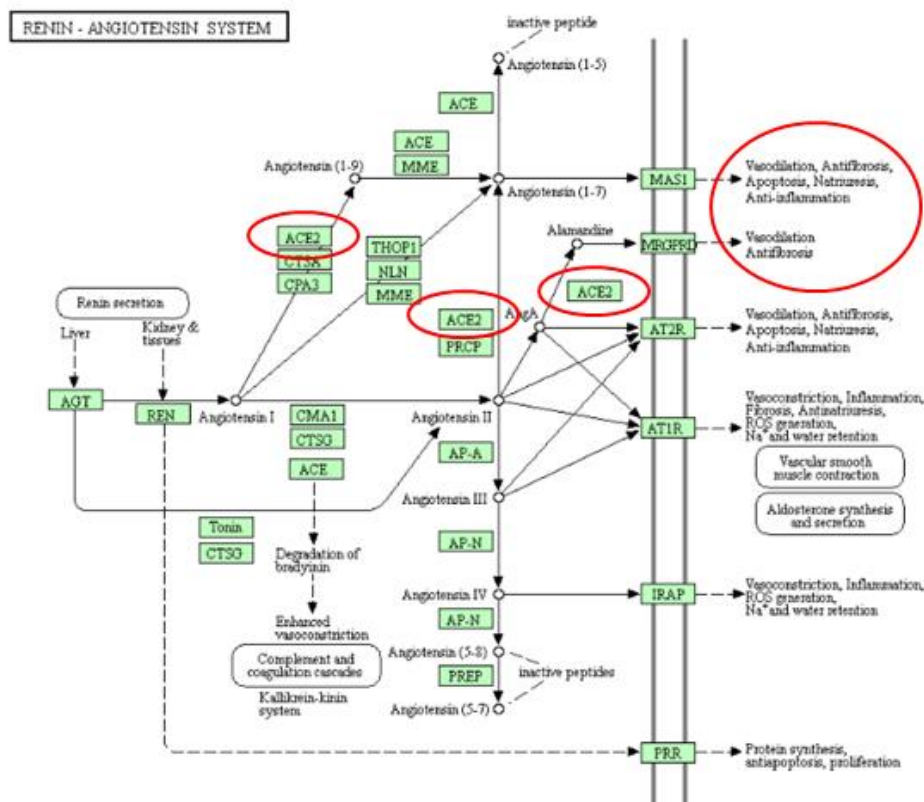 RENIN - ANGIOTENSIN SYSTEM
inactive peptide
Angiotensin (1-5)
ACE
ACE
MME
Angiotensin (1-9)
Angiotensin (1-7)
MAS1
Vasodilation, Antifibrosis,
Apoptosis, Natriuresis,
Anti-inflammation
ACE2
CTSA
CPA3
THOP1
NLN
MME
Alamandine
MRGPRD
Vasodilation
Antifibrosis
ACE2
ACE2
PRCP
AngA
AT2R
Vasodilation, Antifibrosis,
Apoptosis, Natriuresis,
Anti-inflammation
Renin secretion
Liver
Kidney &
tissues
AGT
REN
Angiotensin I
CMA1
CTSG
ACE
Angiotensin II
AP-A
AT1R
Vasoconstriction, Inflammation,
Fibrosis, Antinatriuresis,
ROS generation,
Na+ and water retention
Vascular smooth
muscle contraction
Aldosterone synthesis
and secretion
Angiotensin III
Tonin
CTSG
Degradation of
bradyinin
AP-N
Angiotensin IV
IRAP
Vasoconstriction, Inflammation,
ROS generation,
Na+ and water retention
Enhanced
vasoconstriction
AP-N
Complement and
coagulation cascades
Kallikrein-kinin
system
Angiotensin (5-8)
PREP
inactive peptides
Angiotensin (5-7)
PRR
Protein synthesis,
antiapoptosis, proliferation